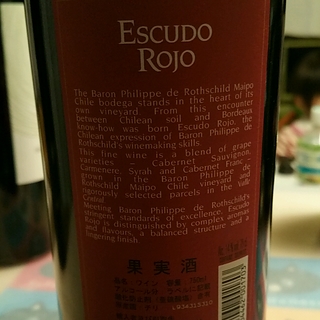 ESCUDO
ROJO
The Baron Philippe de Rothschild Maipo
Chile bodega stands in the heart of its
own vineyard. From this encounter
between Chilean soil and Bordeaux
know-how was born Escudo Rojo, the
Chilean expression of Baron Philippe de
Rothschild's winemaking skills.
This fine wine is a blend of grape
varieties – Cabernet Sauvignon,
Carmenere, Syrah and Cabernet Franc -
grown in the Baron Philippe de
Rothschild Maipo Chile vineyard and
rigorously selected parcels in the Valle
Central
Meeting Baron Philippe de Rothschild's
stringent standards of excellence, Escudo
Rojo is distinguished by complex aromas
and flavours, a balanced structure and a
lingering finish.
果実酒